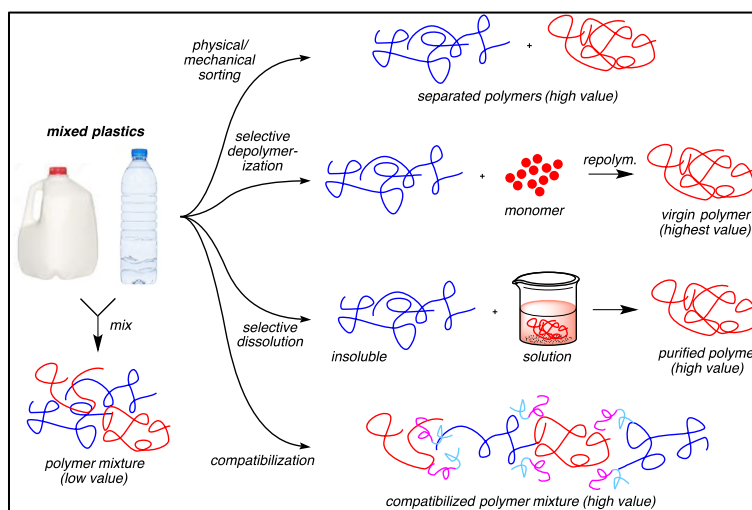 physical/
mechanical
sorting
+
separated polymers (high value)
mixed plastics
selective
depolymer-
ization
+
monomer
repolym.
virgin polymer
(highest value)
mix
selective
dissolution
insoluble
+
solution
purified polyme
(high value)
polymer mixture
(low value)
compatibilization
compatibilized polymer mixture (high value)